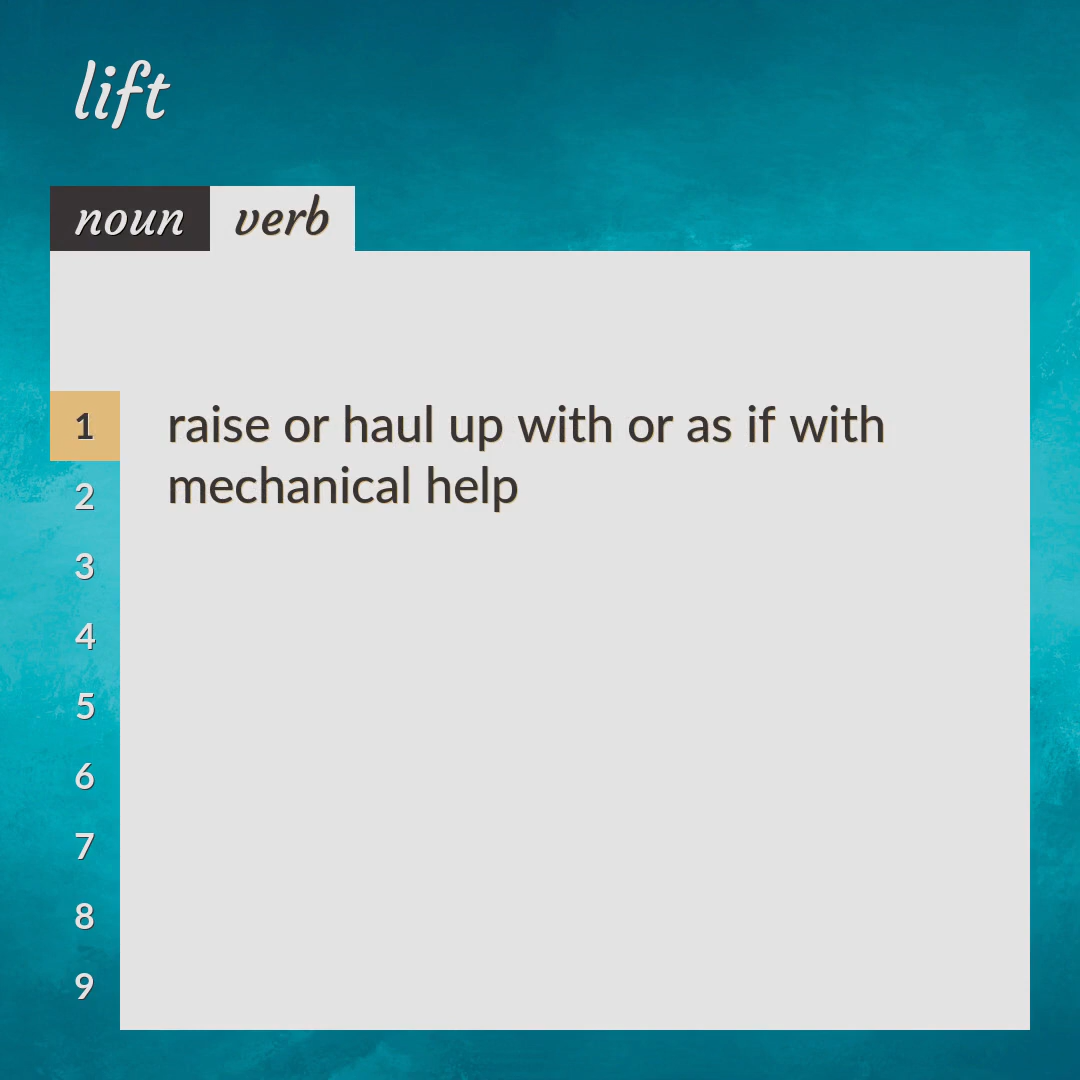 lift
noun verb
1 raise or haul up with or as if with
mechanical help
2
3
4
5
6
7
8
9